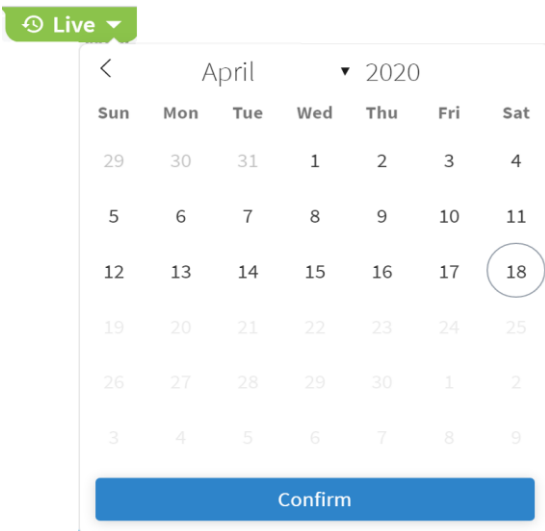 Live
April 2020
Sun Mon Tue Wed Thu Fri Sat
29 30 31 1 2 3 4
5 6 7 8 9 10 11
12 13 14 15 16 17 18
19 20 21 22 23 24 25
26 27 28 29 30 1 2
3 4 5 6 7 8 9
Confirm